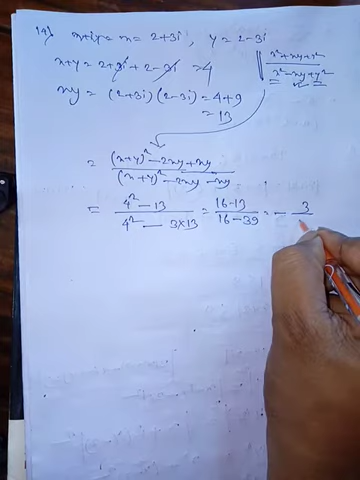 14) x+iy = x = 2+3i, y = 2-3i
x+y = 2+3i+2-3i = 4
xy = (2+3i)(2-3i) = 4+9
= 13
x²+xy+y²
x²-xy+y²
= (x+y)² - 2xy + xy
(x+y)² - 2xy - xy
= 4² - 13
4² - 3×13
= 16-13
16-39
= - 3